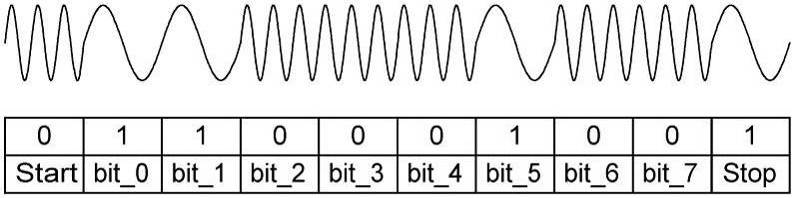 0 1 1 0 0 0 1 0 0 1
Start bit_0 bit_1 bit_2 bit_3 bit_4 bit_5 bit_6 bit_7 Stop